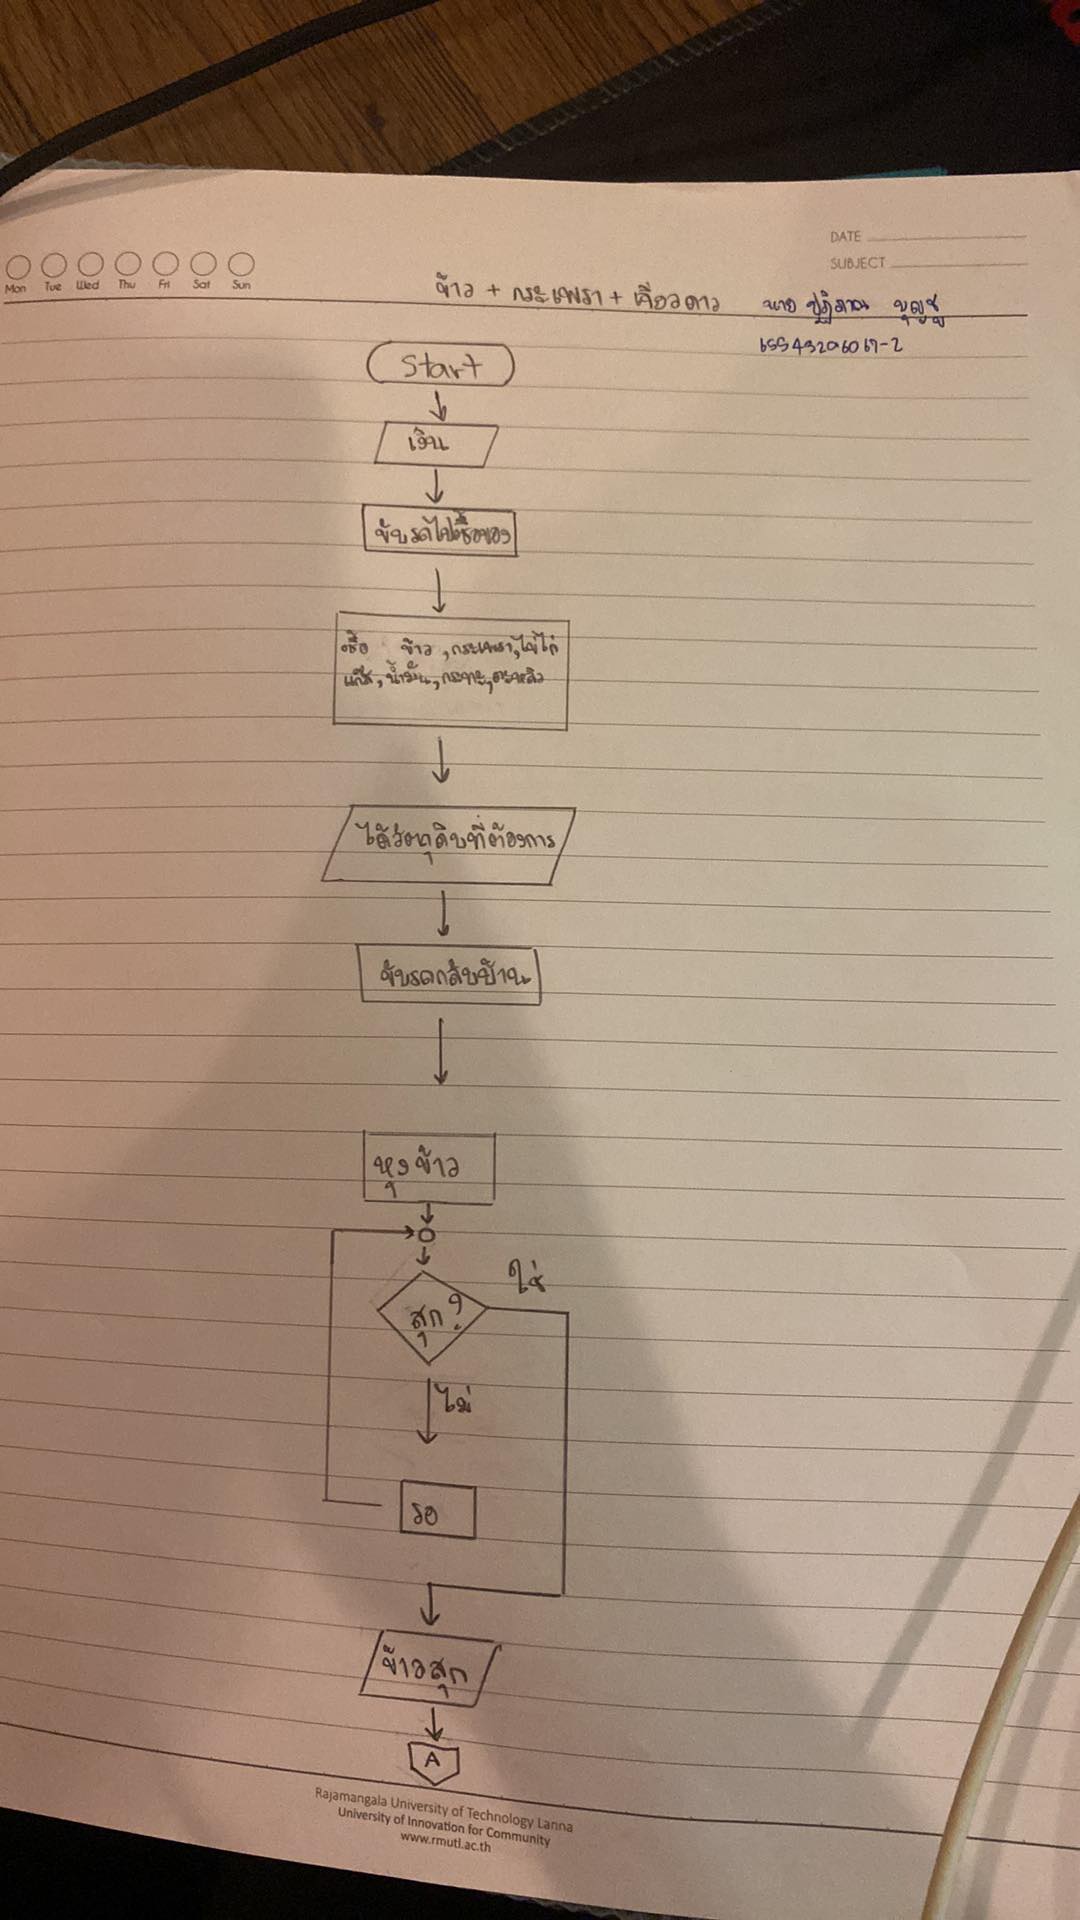 DATE
SUBJECT
Mon Tue Wed Thu Fri Sat Sun
ข้าว + กระเพรา + เคียวดาว นาย ปฏิภาณ บุญชู
Start
เงิน
ขับรถไปซื้อของ
ซื้อ ข้าว, กระเพรา, ไข่ไก่
แก๊ส, น้ำมัน, กระทะ, ตะหลิว
ได้วัตถุดิบที่ต้องการ
ขับรถกลับบ้าน
หุงข้าว
ใช่
สุก?
ไม่
รอ
ข้าวสุก
A
Rajamangala University of Technology Lanna
University of Innovation for Community
www.rmutl.ac.th